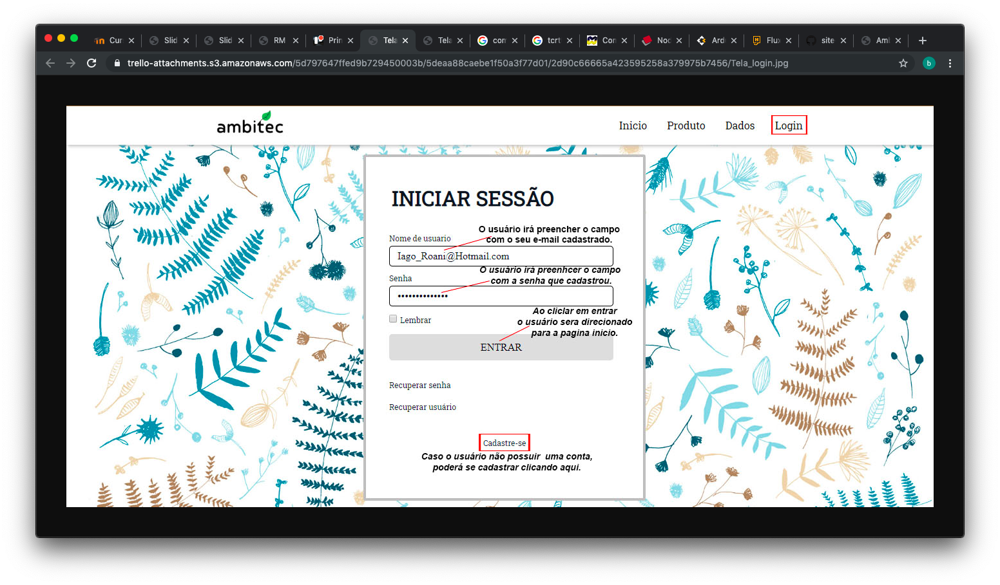 Cur
Slid
Slid
RM
Prin
Tela
Tela
com
tcrt
Con
Nod
Ard
Flux
site
Amb
trello-attachments.s3.amazonaws.com/5d797647ffed9b729450003b/5deaa88caebe1f50a3f77d01/2d90c66665a423595258a379975b7456/Tela_login.jpg
b
ambitec
Inicio
Produto
Dados
Login
INICIAR SESSÃO
O usuário irá preencher o campo
com o seu e-mail cadastrado.
Nome de usuario
Iago_Roani@Hotmail.com
O usuário irá preenhcer o campo
com a senha que cadastrou.
Senha
••••••••••••••
Ao cliclar em entrar
o usuário sera direcionado
para a pagina inicio.
Lembrar
ENTRAR
Recuperar senha
Recuperar usuário
Cadastre-se
Caso o usuário não possuir uma conta,
poderá se cadastrar clicando aqui.